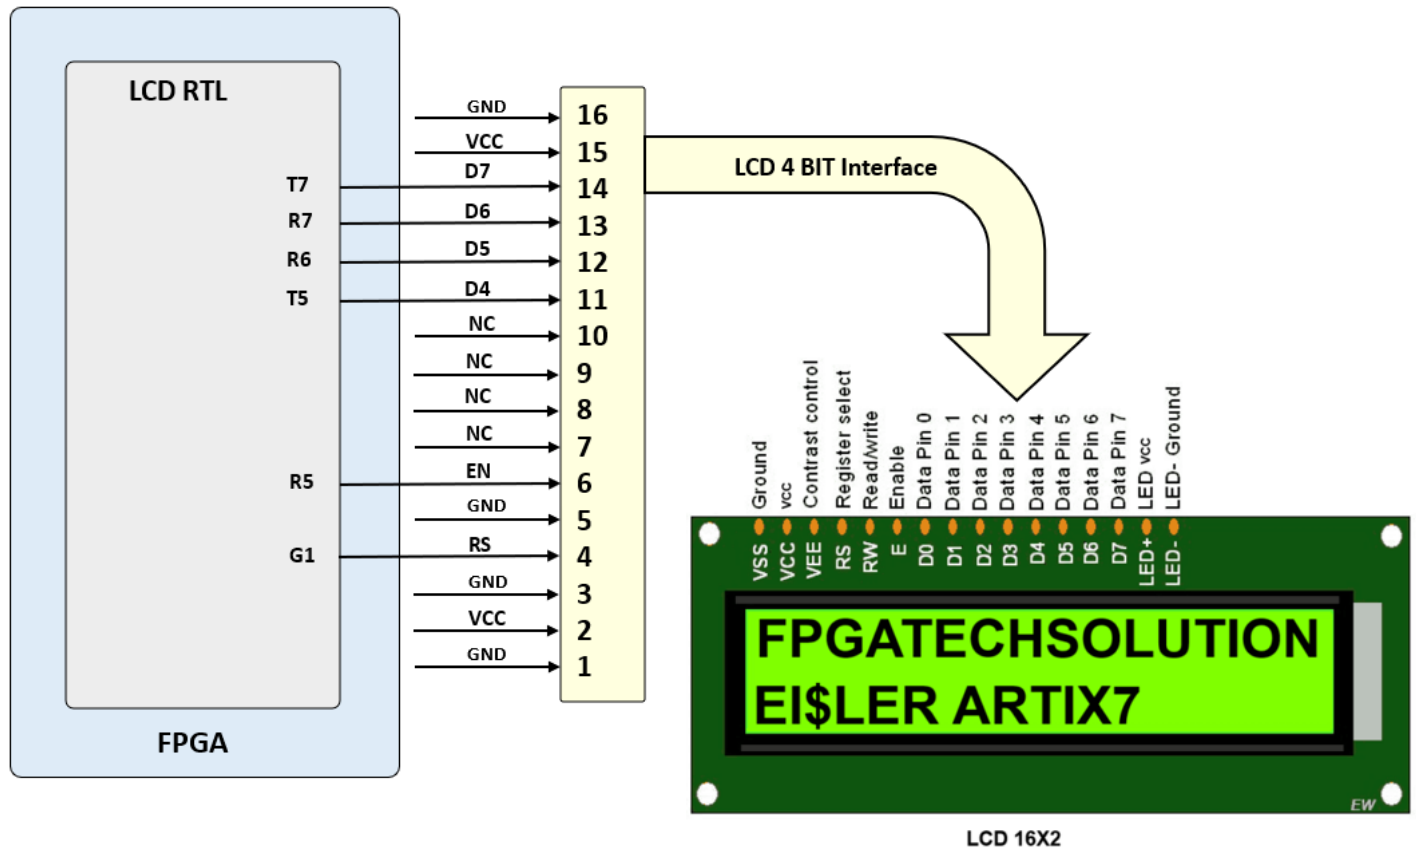 LCD RTL
T7
R7
R6
T5
R5
G1
FPGA
GND
VCC
D7
D6
D5
D4
NC
NC
NC
NC
EN
GND
RS
GND
VCC
GND
16
15
14
13
12
11
10
9
8
7
6
5
4
3
2
1
LCD 4 BIT Interface
Ground
vcc
Contrast control
Register select
Read/write
Enable
Data Pin 0
Data Pin 1
Data Pin 2
Data Pin 3
Data Pin 4
Data Pin 5
Data Pin 6
Data Pin 7
LED vcc
LED- Ground
VSS
VCC
VEE
RS
RW
E
D0
D1
D2
D3
D4
D5
D6
D7
LED+
LED-
FPGATECHSOLUTION
EI$LER ARTIX7
EW
LCD 16X2